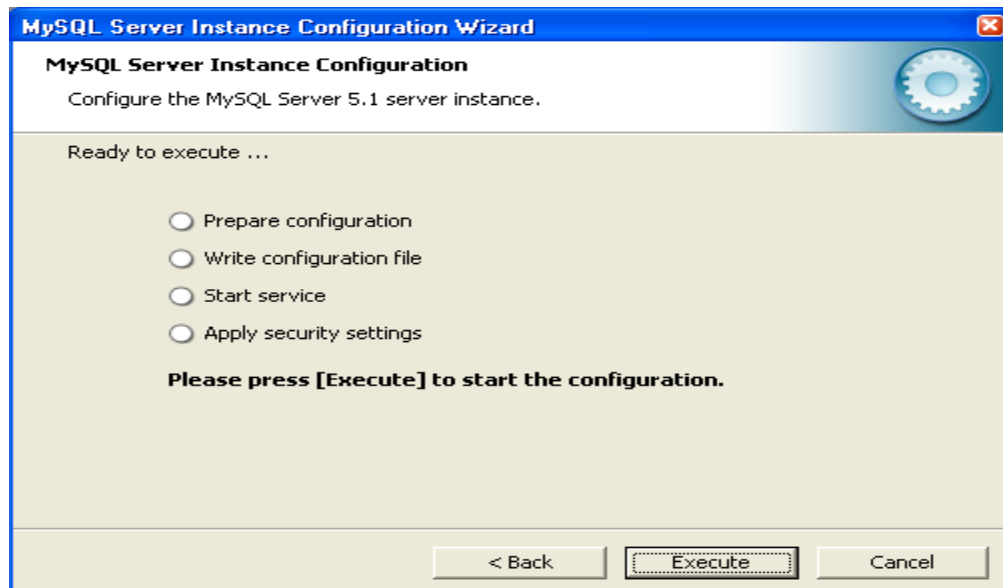 MySQL Server Instance Configuration Wizard
MySQL Server Instance Configuration
Configure the MySQL Server 5.1 server instance.
Ready to execute ...
Prepare configuration
Write configuration file
Start service
Apply security settings
Please press [Execute] to start the configuration.
< Back Execute Cancel